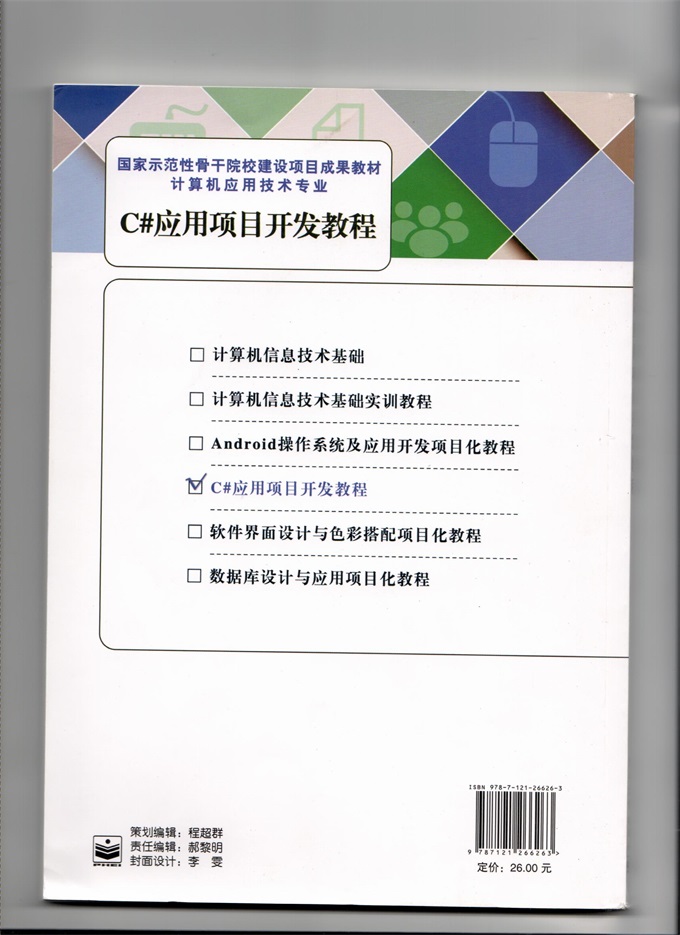 国家示范性骨干院校建设项目成果教材
计算机应用技术专业
C#应用项目开发教程
计算机信息技术基础
计算机信息技术基础实训教程
Android操作系统及应用开发项目化教程
C#应用项目开发教程
软件界面设计与色彩搭配项目化教程
数据库设计与应用项目化教程
策划编辑：程超群
责任编辑：郝黎明
封面设计：李 雯
ISBN 978-7-121-26626-3
9 787121 266263 >
定价：26.00 元